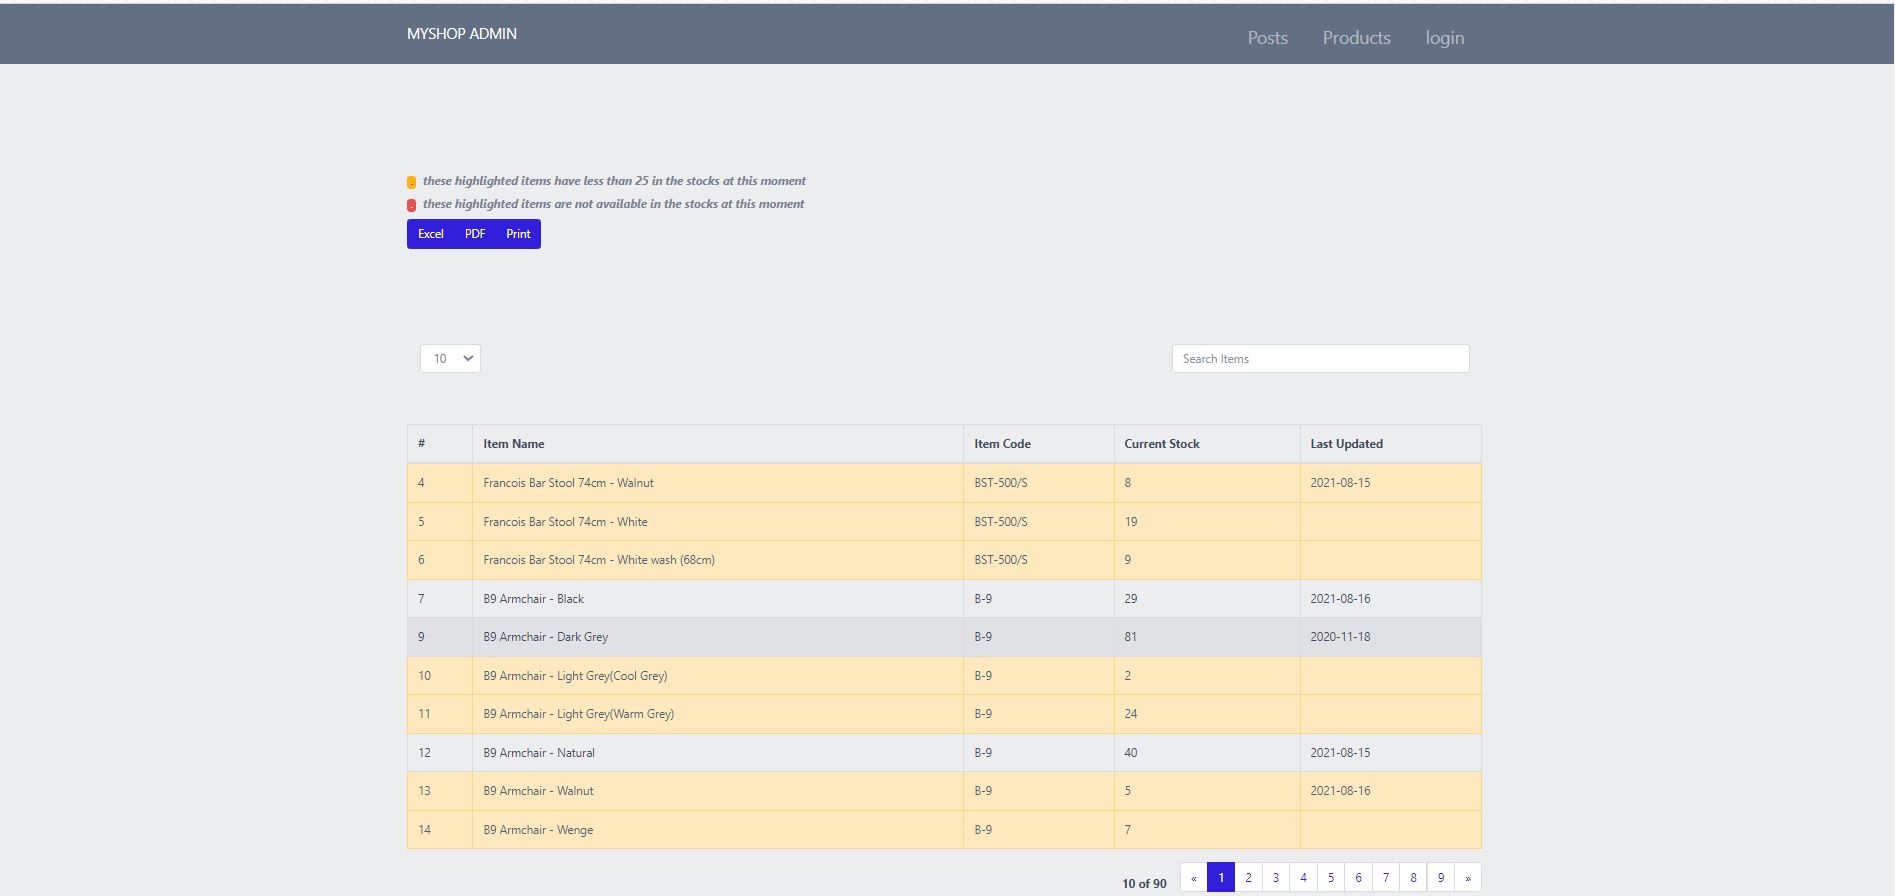 MYSHOP ADMIN Posts Products login
. these highlighted items have less than 25 in the stocks at this moment
. these highlighted items are not available in the stocks at this moment
Excel PDF Print
10 Search Items
# Item Name Item Code Current Stock Last Updated
4 Francois Bar Stool 74cm - Walnut BST-500/S 8 2021-08-15
5 Francois Bar Stool 74cm - White BST-500/S 19
6 Francois Bar Stool 74cm - White wash (68cm) BST-500/S 9
7 B9 Armchair - Black B-9 29 2021-08-16
9 B9 Armchair - Dark Grey B-9 81 2020-11-18
10 B9 Armchair - Light Grey(Cool Grey) B-9 2
11 B9 Armchair - Light Grey(Warm Grey) B-9 24
12 B9 Armchair - Natural B-9 40 2021-08-15
13 B9 Armchair - Walnut B-9 5 2021-08-16
14 B9 Armchair - Wenge B-9 7
10 of 90 « 1 2 3 4 5 6 7 8 9 »